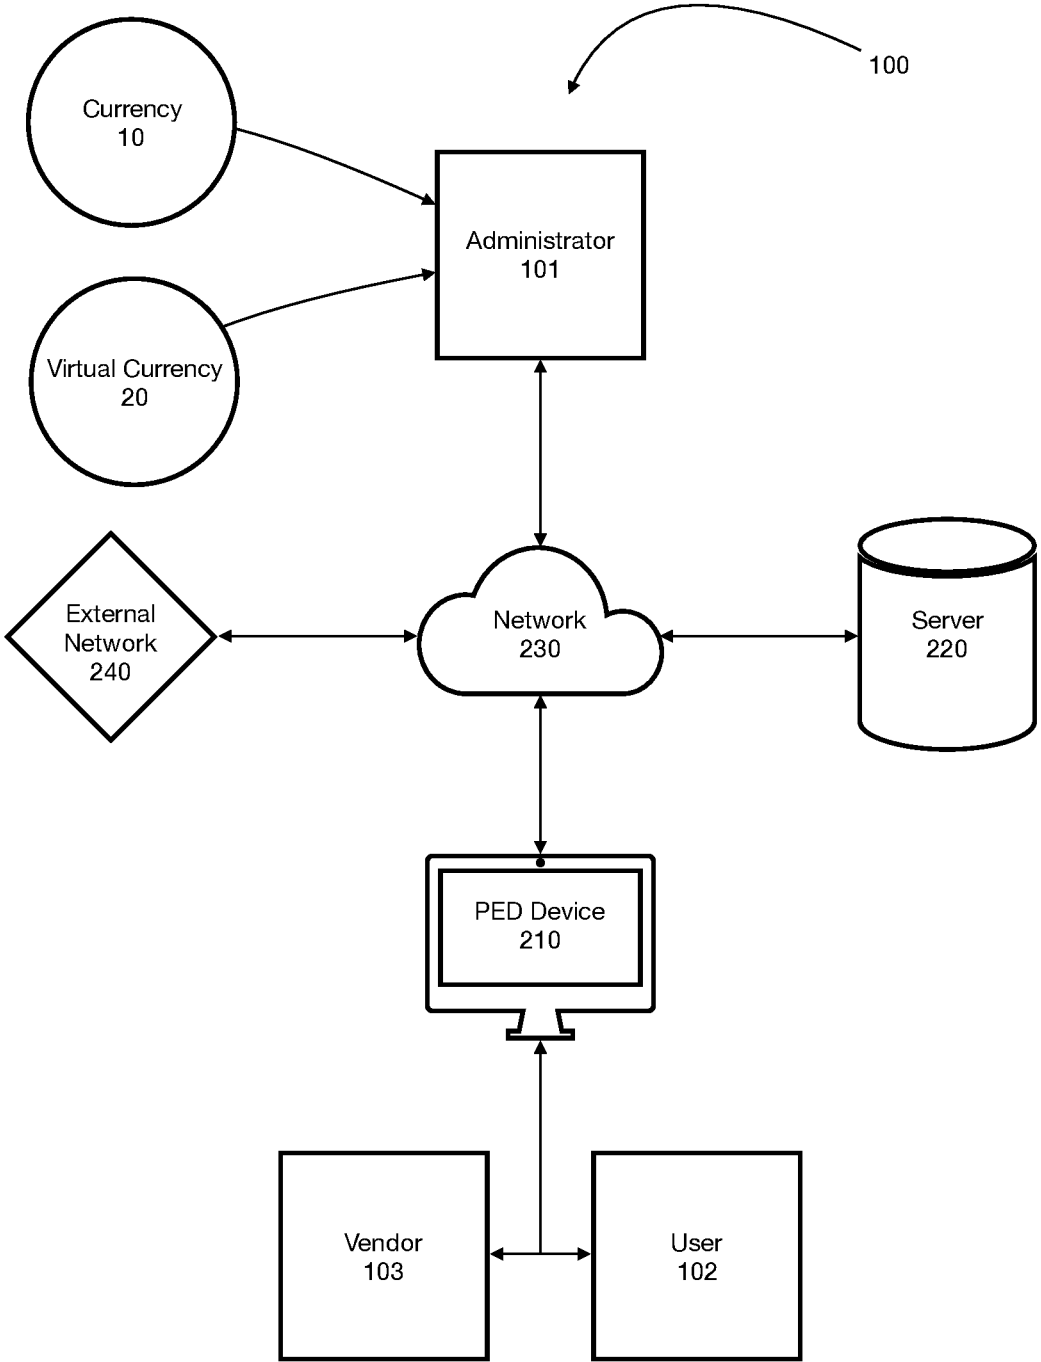 100
Currency
10
Administrator
101
Virtual Currency
20
External
Network
240
Network
230
Server
220
PED Device
210
Vendor
103
User
102